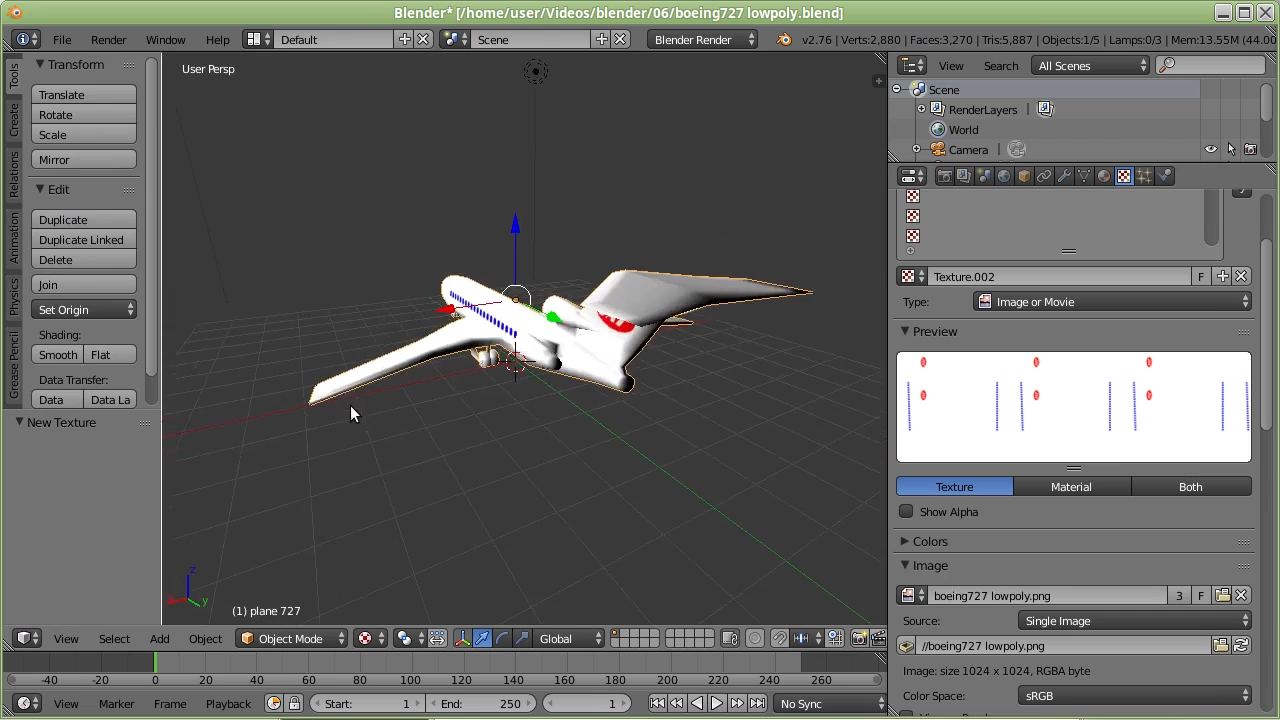 Blender* [/home/user/Videos/blender/06/boeing727 lowpoly.blend]
File Render Window Help Default Scene Blender Render v2.76 | Verts:2,880 | Faces:3,270 | Tris:5,887 | Objects:1/5 | Lamps:0/3 | Mem:13.55M (44.00
Tools
Create
Relations
Animation
Physics
Grease Pencil
Transform
Translate
Rotate
Scale
Mirror
Edit
Duplicate
Duplicate Linked
Delete
Join
Set Origin
Shading:
Smooth Flat
Data Transfer:
Data Data La
New Texture
User Persp
z
y
(1) plane 727
View Select Add Object Object Mode Global
-40 -20 0 20 40 60 80 100 120 140 160 180 200 220 240 260
View Marker Frame Playback Start: 1 End: 250 1 No Sync
View Search All Scenes
Scene
RenderLayers |
World
Camera |
Texture.002 F
Type: Image or Movie
Preview
Texture Material Both
Show Alpha
Colors
Image
boeing727 lowpoly.png 3 F
Source: Single Image
//boeing727 lowpoly.png
Image: size 1024 x 1024, RGBA byte
Color Space: sRGB